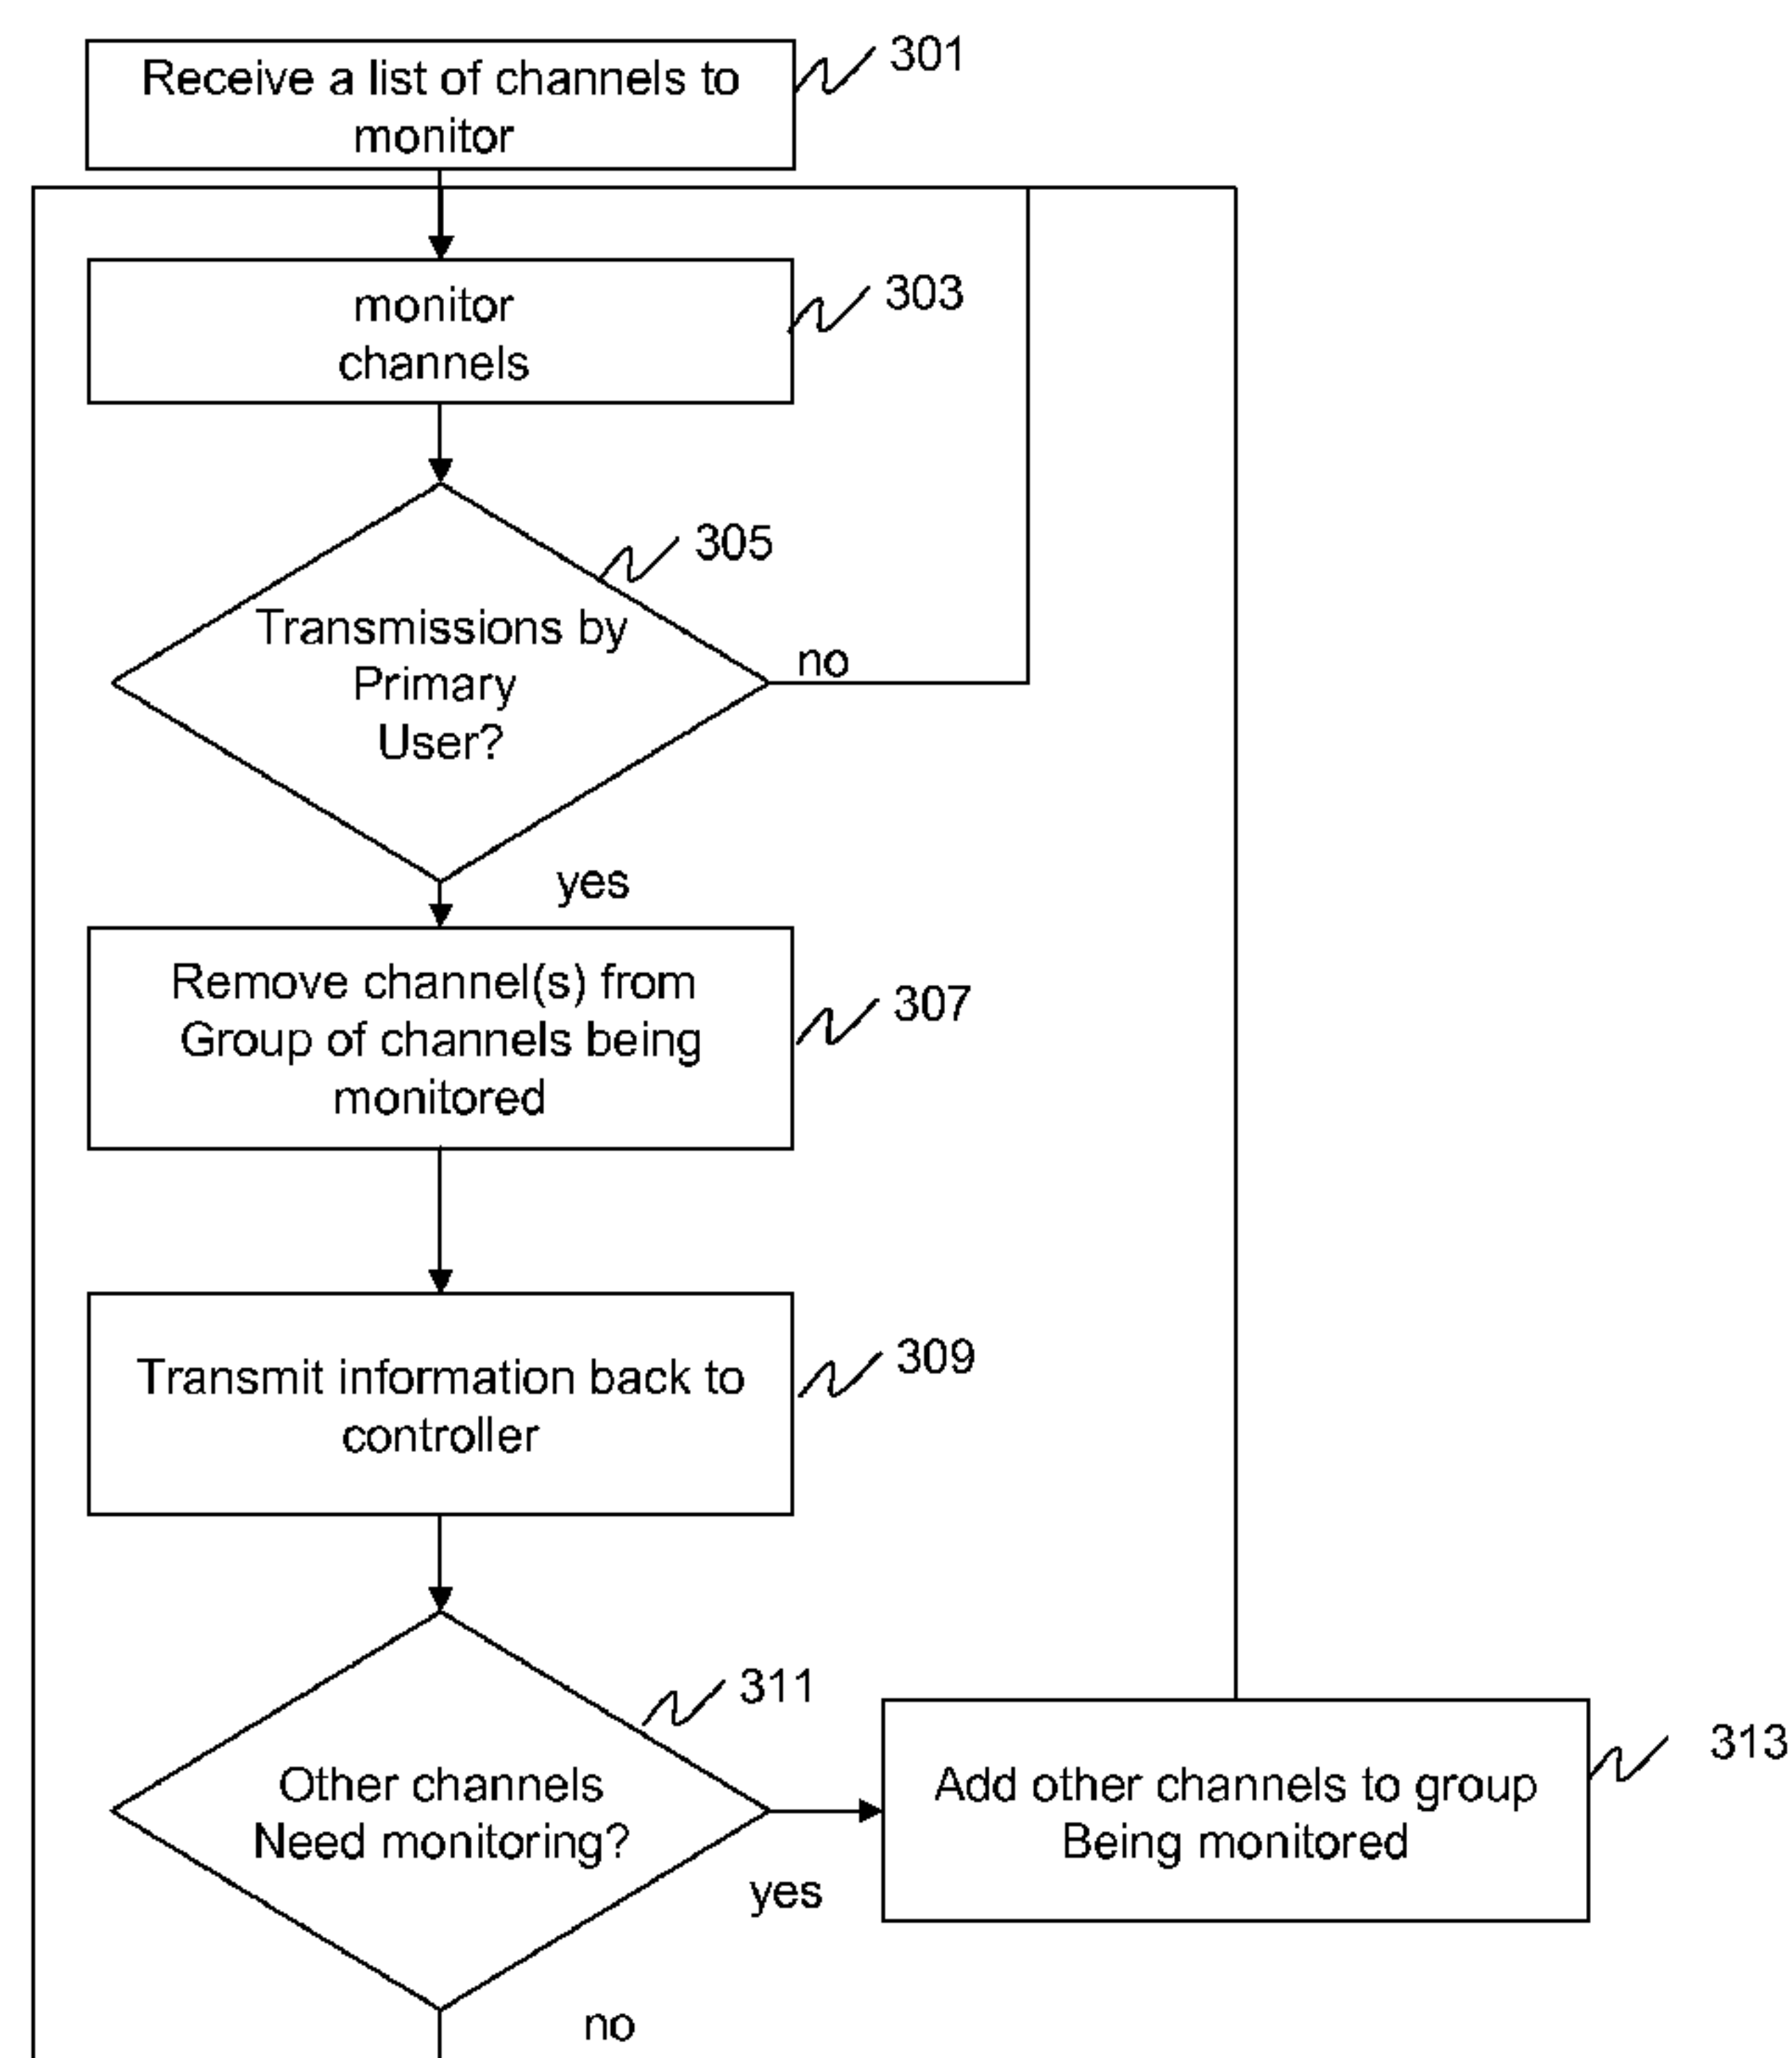 Receive a list of channels to
monitor
301
monitor
channels
303
305
Transmissions by
Primary
User?
no
yes
Remove channel(s) from
Group of channels being
monitored
307
Transmit information back to
controller
309
311
Other channels
Need monitoring?
yes
Add other channels to group
Being monitored
313
no